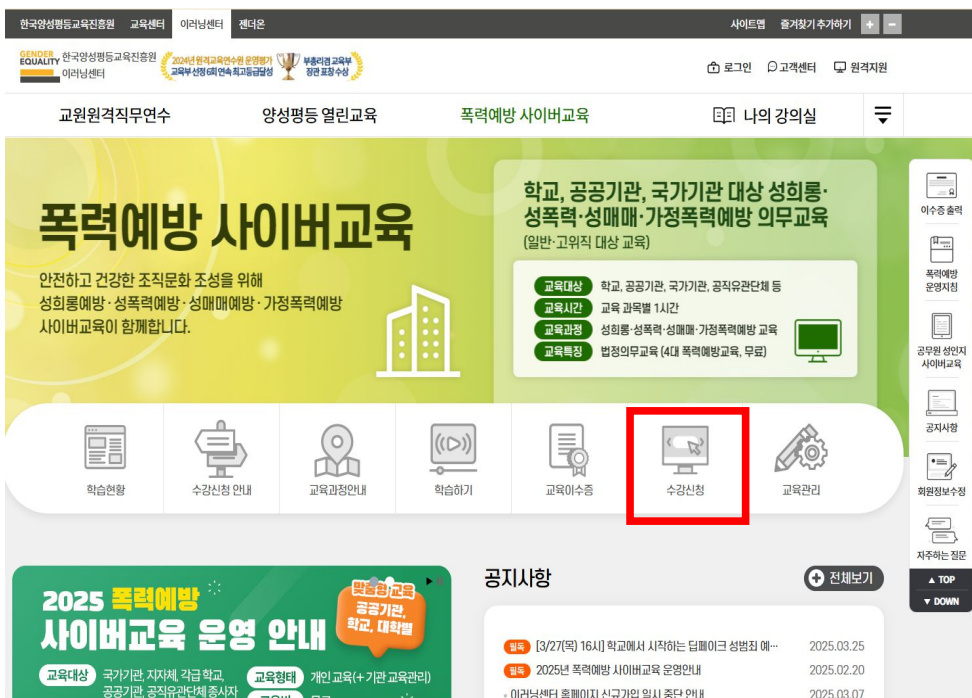 한국양성평등교육진흥원 교육센터 이러닝센터 젠더온
사이트맵 즐겨찾기추가하기 + -
GENDER EQUALITY 한국양성평등교육진흥원
이러닝센터
2024년 원격교육연수원 운영평가
교육부 선정 6회 연속 최고등급달성
부총리겸 교육부
장관 표창 수상
로그인 고객센터 원격지원
교원원격직무연수 양성평등 열린교육 폭력예방 사이버교육 나의 강의실
폭력예방 사이버교육
안전하고 건강한 조직문화 조성을 위해
성희롱예방·성폭력예방·성매매예방·가정폭력예방
사이버교육이 함께합니다.
학교, 공공기관, 국가기관 대상 성희롱·
성폭력·성매매·가정폭력예방 의무교육
(일반·고위직 대상 교육)
교육대상 학교, 공공기관, 국가기관, 공직유관단체 등
교육시간 교육 과목별 1시간
교육과정 성희롱·성폭력·성매매·가정폭력예방 교육
교육특징 법정의무교육 (4대 폭력예방교육, 무료)
학습현황
수강신청 안내
교육과정안내
학습하기
교육이수증
수강신청
교육관리
이수증출력
폭력예방
운영지침
공무원 성인지
사이버교육
공지사항
회원정보수정
자주하는 질문
▲ TOP
▼ DOWN
2025 폭력예방
사이버교육 운영 안내
맞춤형 교육
공공기관,
학교, 대학별
교육대상 국가기관, 지자체, 각급 학교,
공공기관, 공직유관단체 종사자
교육형태 개인 교육(+ 기관 교육관리)
공지사항
전체보기
필독 [3/27(목) 16시] 학교에서 시작하는 딥페이크 성범죄 예··· 2025.03.25
필독 2025년 폭력예방 사이버교육 운영안내 2025.02.20
이러닝센터 홈페이지 신규가입 일시 중단 안내 2025.03.07